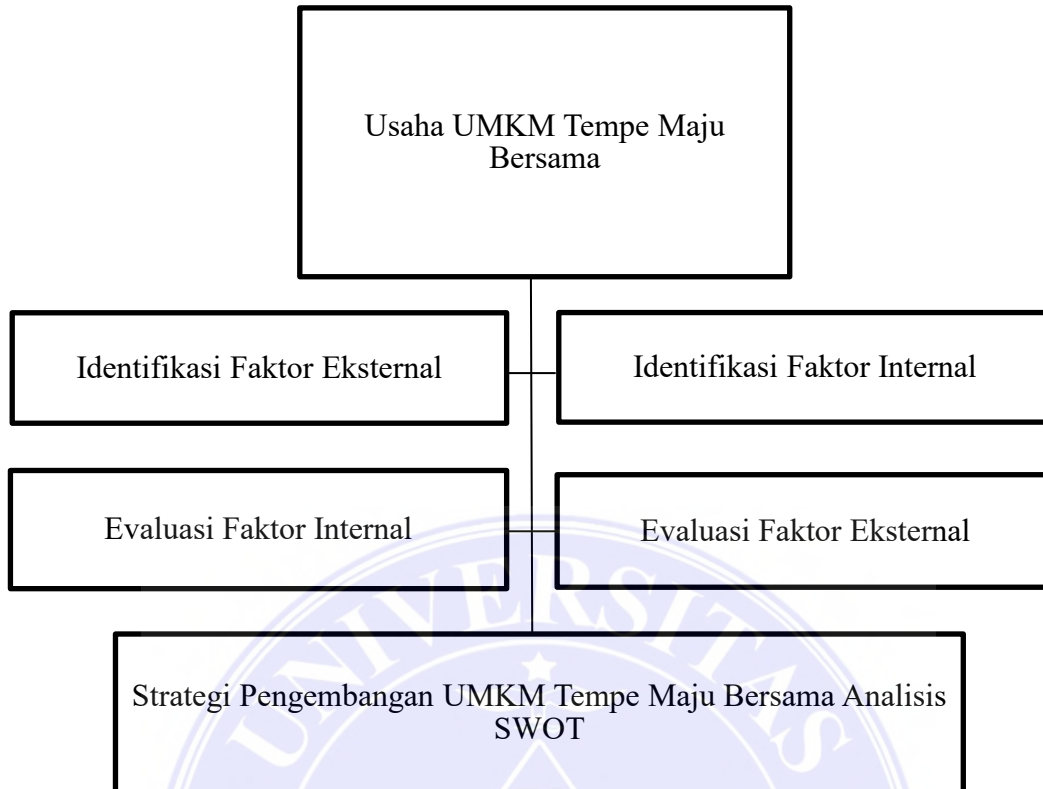 Usaha UMKM Tempe Maju
Bersama
Identifikasi Faktor Eksternal
Identifikasi Faktor Internal
Evaluasi Faktor Internal
Evaluasi Faktor Eksternal
UNIVERSITAS
Strategi Pengembangan UMKM Tempe Maju Bersama Analisis
SWOT